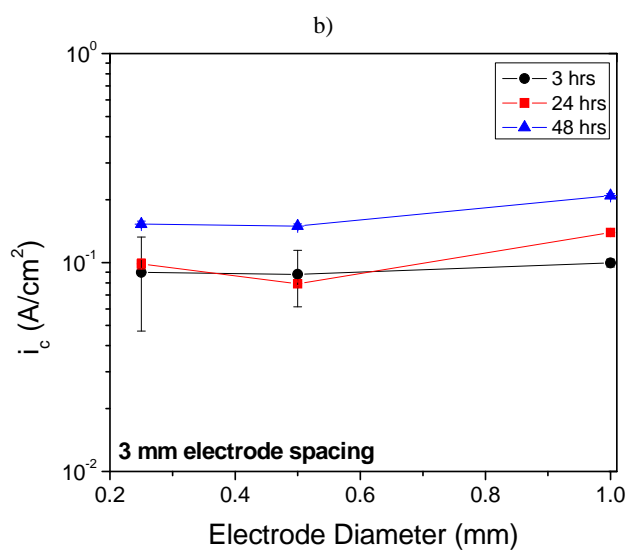 b)
10^0
3 hrs
24 hrs
48 hrs
i_c (A/cm^2)
10^-1
3 mm electrode spacing
10^-2
0.2 0.4 0.6 0.8 1.0
Electrode Diameter (mm)